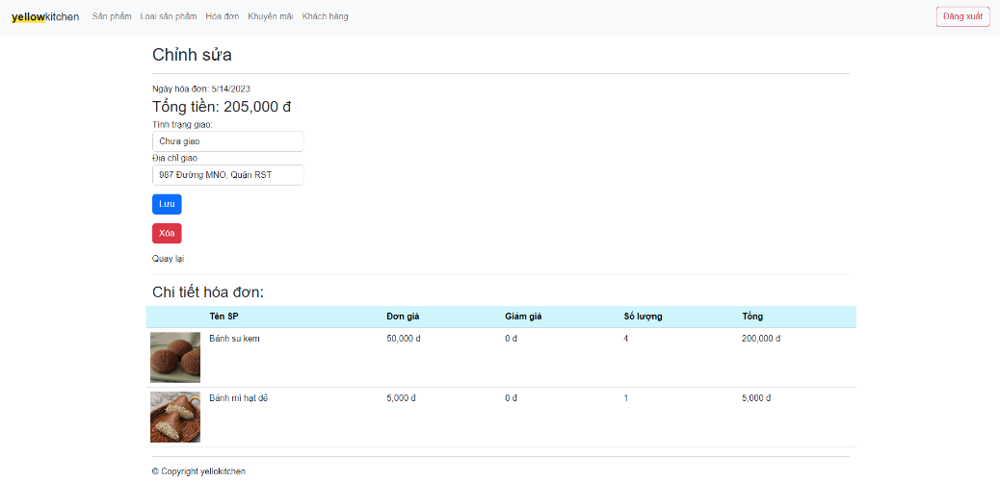 yellowkitchen Sản phẩm Loại sản phẩm Hóa đơn Khuyến mãi Khách hàng Đăng xuất
Chỉnh sửa
Ngày hóa đơn: 5/14/2023
Tổng tiền: 205,000 đ
Tình trạng giao:
Chưa giao
Địa chỉ giao
987 Đường MNO, Quận RST
Lưu
Xóa
Quay lại
Chi tiết hóa đơn:
Tên SP Đơn giá Giảm giá Số lượng Tổng
Bánh su kem 50,000 đ 0 đ 4 200,000 đ
Bánh mì hạt dẻ 5,000 đ 0 đ 1 5,000 đ
© Copyright yellokitchen